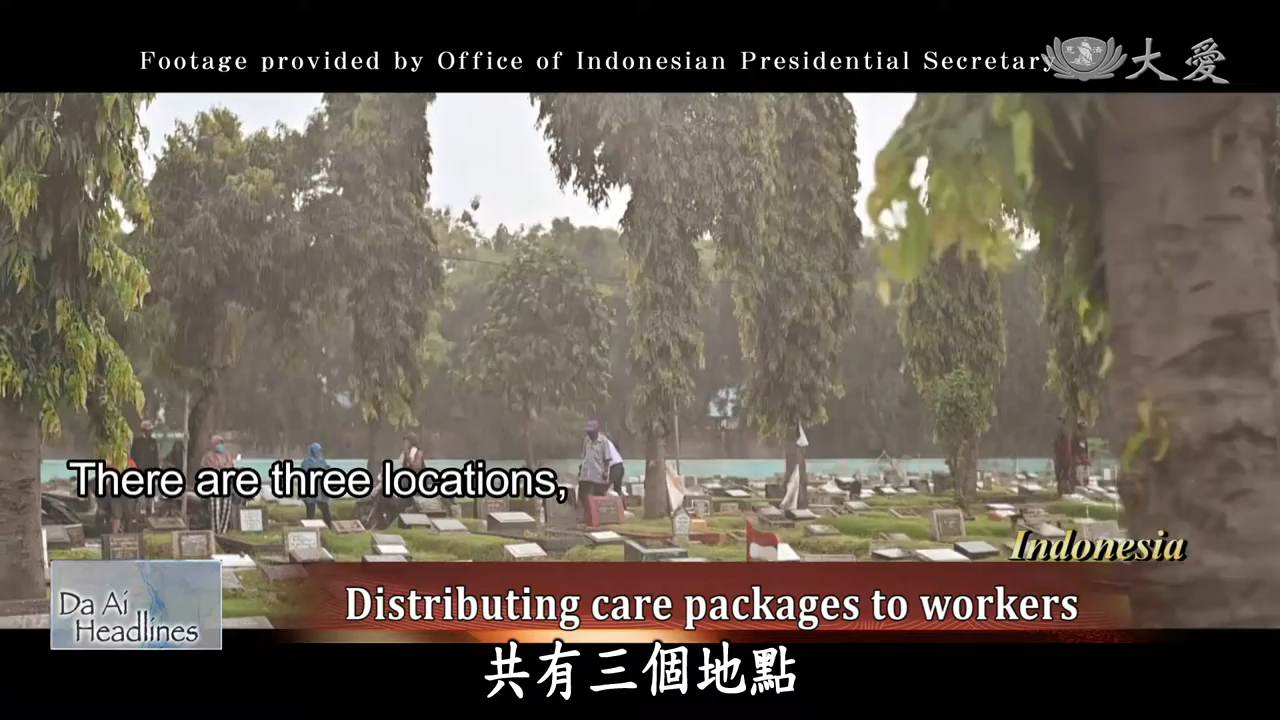 Footage provided by Office of Indonesian Presidential Secretary
大愛
There are three locations,
Indonesia
Da Ai
Headlines
Distributing care packages to workers
共有三個地點